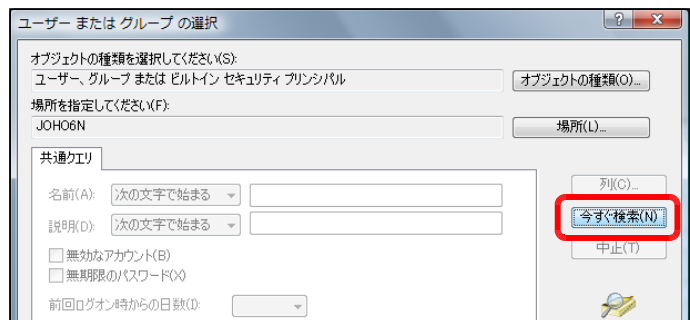 ユーザー または グループ の選択
オブジェクトの種類を選択してください(S):
ユーザー、グループ または ビルトイン セキュリティ プリンシパル
オブジェクトの種類(O)...
場所を指定してください(F):
JOHO6N
場所(L)...
共通クエリ
名前(A):
次の文字で始まる
列(C)...
説明(D):
次の文字で始まる
今すぐ検索(N)
無効なアカウント(B)
中止(T)
無期限のパスワード(X)
前回ログオン時からの日数(I):